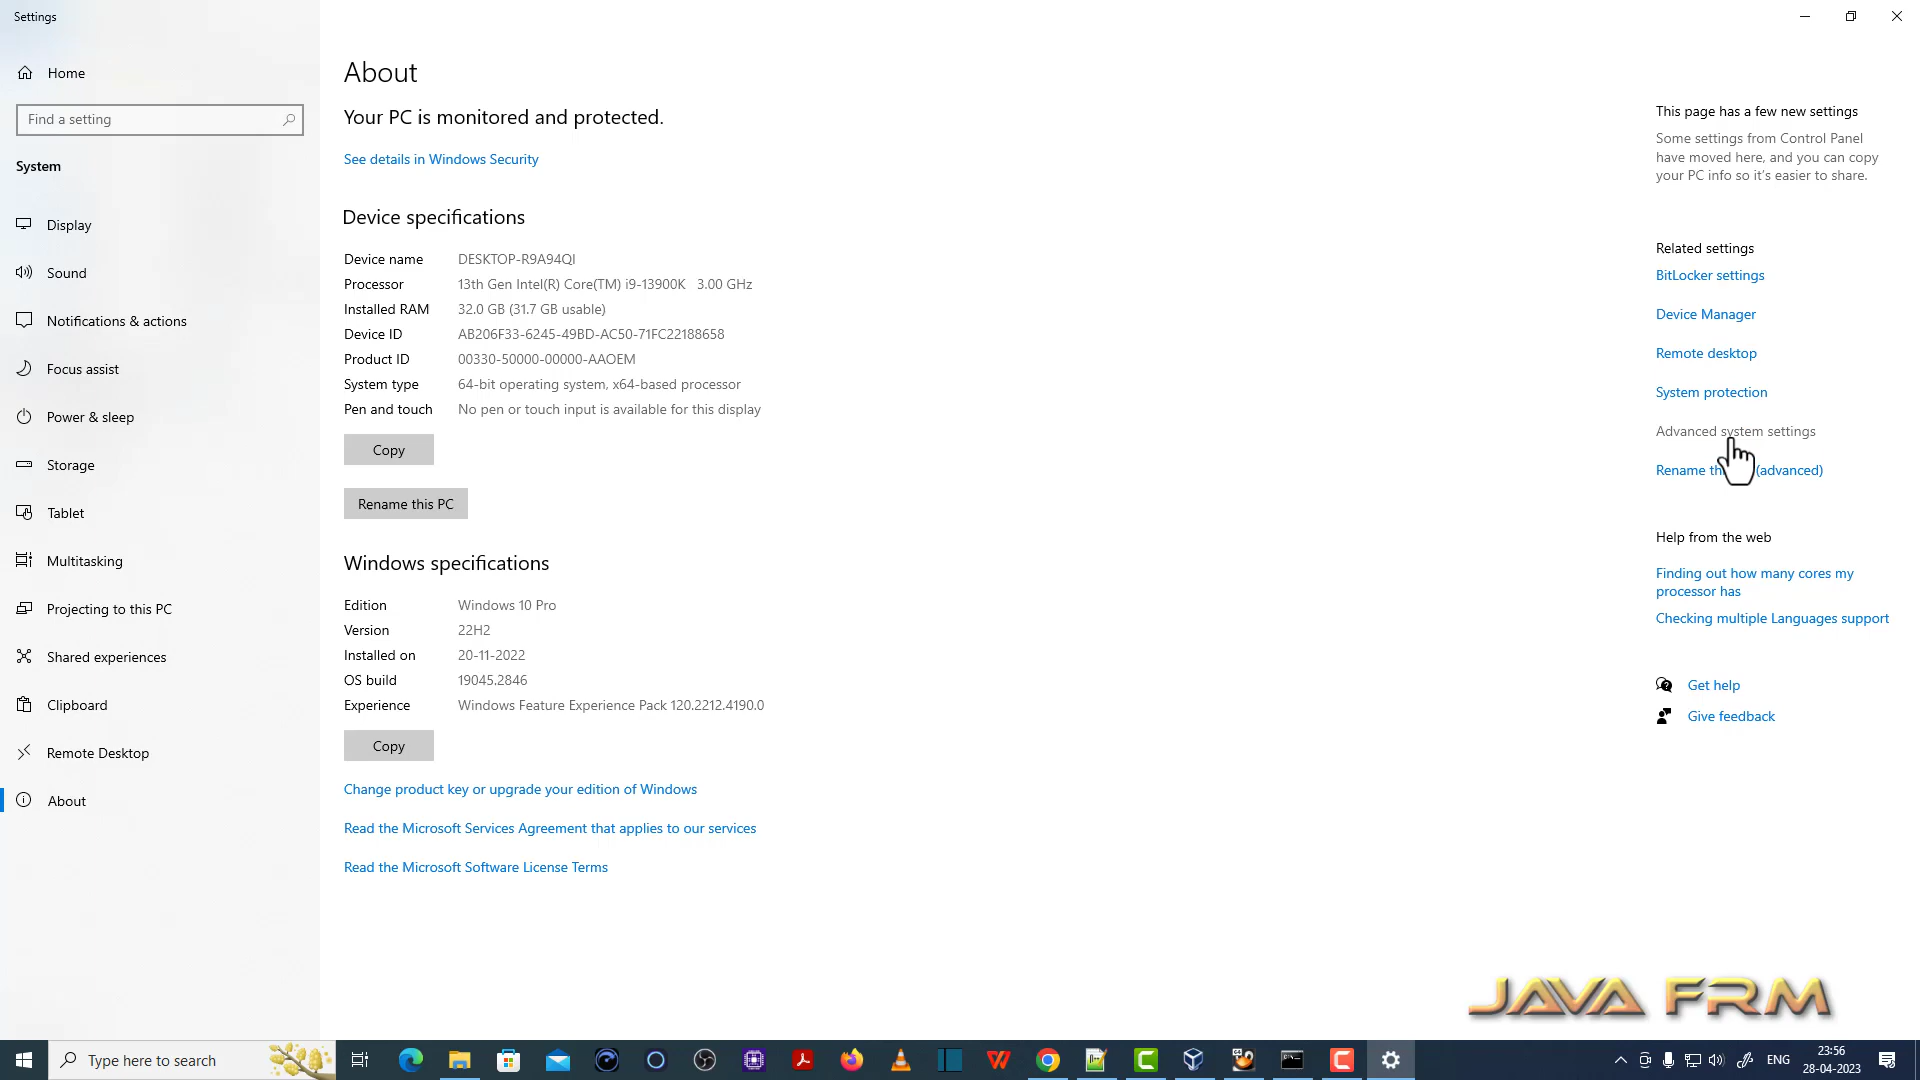 Settings
Home
Find a setting
System
Display
Sound
Notifications & actions
Focus assist
Power & sleep
Storage
Tablet
Multitasking
Projecting to this PC
Shared experiences
Clipboard
Remote Desktop
About
About
Your PC is monitored and protected.
See details in Windows Security
Device specifications
Device name DESKTOP-R9A94QI
Processor 13th Gen Intel(R) Core(TM) i9-13900K 3.00 GHz
Installed RAM 32.0 GB (31.7 GB usable)
Device ID AB206F33-6245-49BD-AC50-71FC22188658
Product ID 00330-50000-00000-AAOEM
System type 64-bit operating system, x64-based processor
Pen and touch No pen or touch input is available for this display
Copy
Rename this PC
Windows specifications
Edition Windows 10 Pro
Version 22H2
Installed on 20-11-2022
OS build 19045.2846
Experience Windows Feature Experience Pack 120.2212.4190.0
Copy
Change product key or upgrade your edition of Windows
Read the Microsoft Services Agreement that applies to our services
Read the Microsoft Software License Terms
This page has a few new settings
Some settings from Control Panel
have moved here, and you can copy
your PC info so it's easier to share.
Related settings
BitLocker settings
Device Manager
Remote desktop
System protection
Advanced system settings
Rename (advanced)
Help from the web
Finding out how many cores my
processor has
Checking multiple Languages support
Get help
Give feedback
JAVA FRM
Type here to search
ENG
23:56
28-04-2023